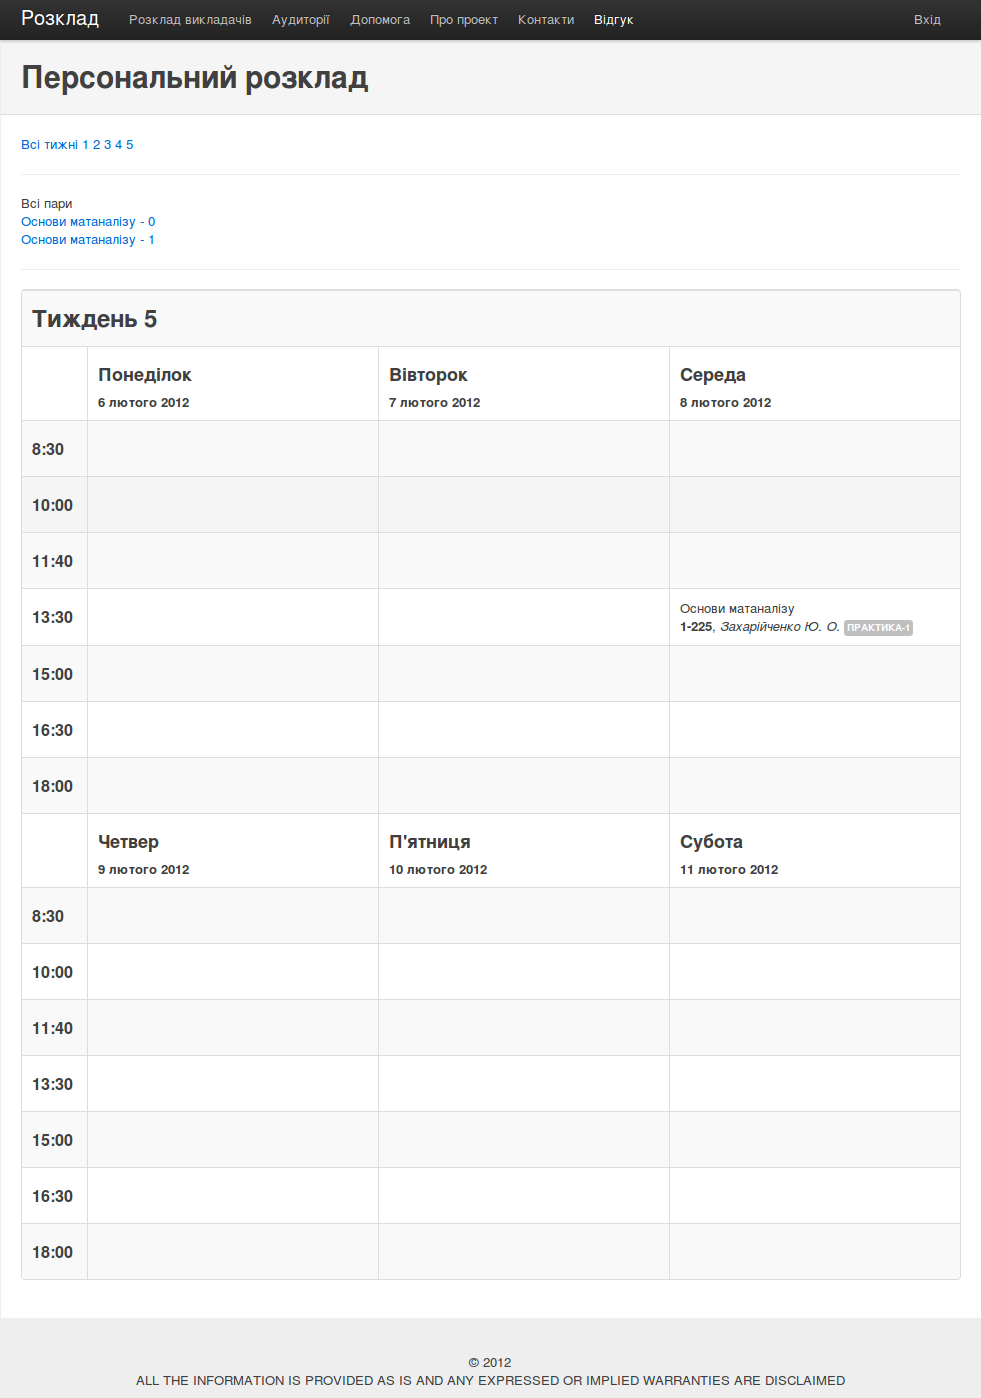 Розклад Розклад викладачів Аудиторії Допомога Про проект Контакти Відгук Вхід
Персональний розклад
Всі тижні 1 2 3 4 5
Всі пари
Основи матаналізу - 0
Основи матаналізу - 1
Тиждень 5
Понеділок Вівторок Середа
6 лютого 2012 7 лютого 2012 8 лютого 2012
8:30
10:00
11:40
13:30
Основи матаналізу
1-225, Захарійченко Ю. О. ПРАКТИКА-1
15:00
16:30
18:00
Четвер П'ятниця Субота
9 лютого 2012 10 лютого 2012 11 лютого 2012
8:30
10:00
11:40
13:30
15:00
16:30
18:00
© 2012
ALL THE INFORMATION IS PROVIDED AS IS AND ANY EXPRESSED OR IMPLIED WARRANTIES ARE DISCLAIMED